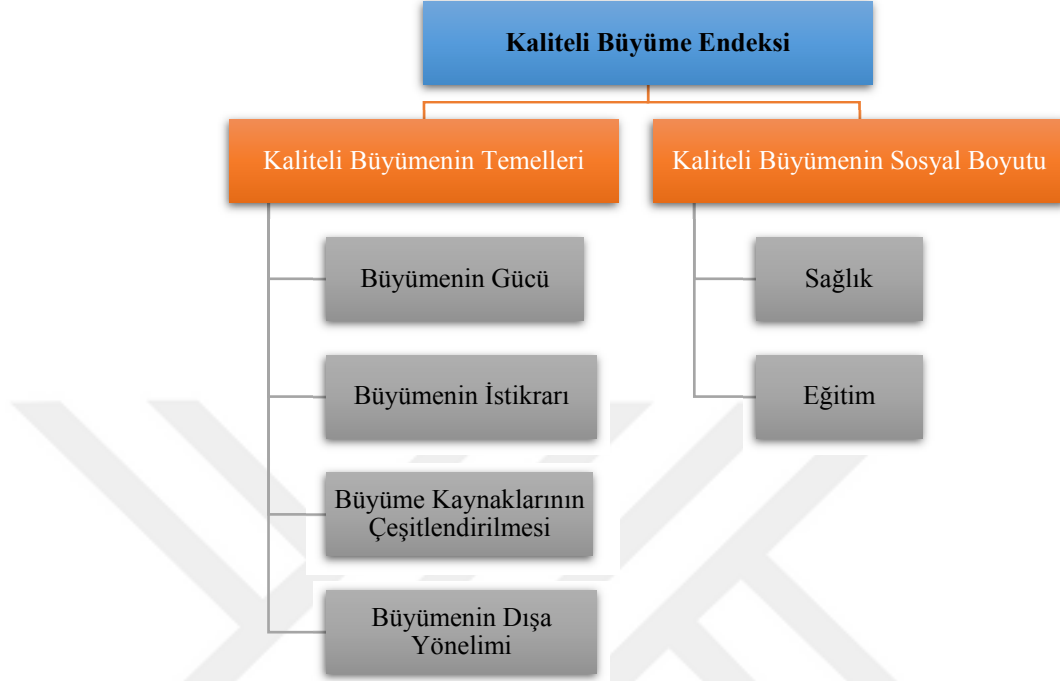 Kaliteli Büyüme Endeksi
Kaliteli Büyümenin Temelleri
Büyümenin Gücü
Büyümenin İstikrarı
Büyüme Kaynaklarının
Çeşitlendirilmesi
Büyümenin Dışa
Yönelimi
Kaliteli Büyümenin Sosyal Boyutu
Sağlık
Eğitim